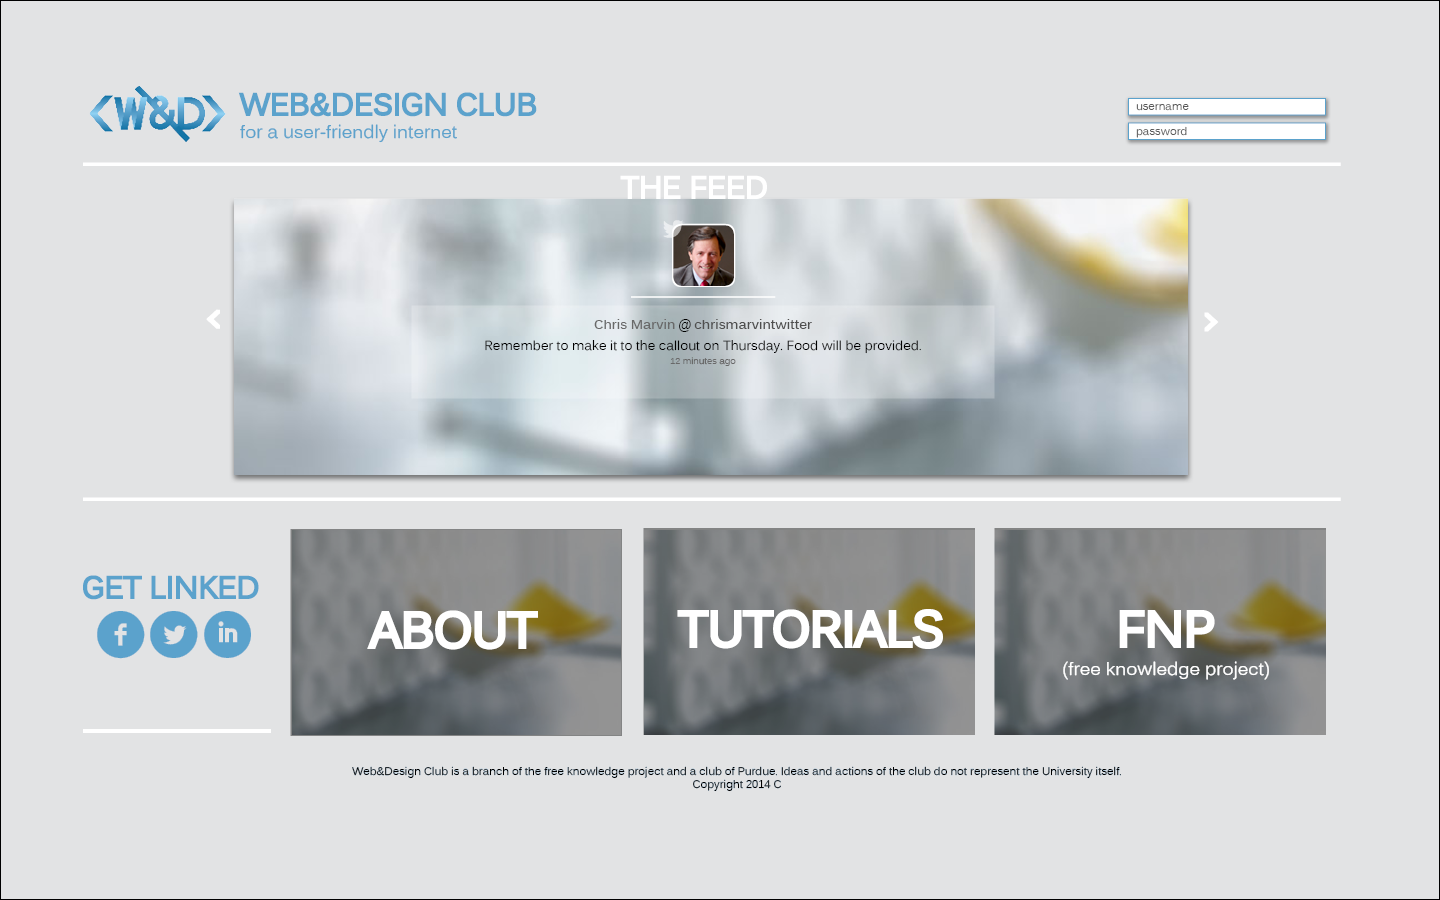 W&D
WEB&DESIGN CLUB
for a user-friendly internet
username
password
THE FEED
Chris Marvin @chrismarvintwitter
Remember to make it to the callout on Thursday. Food will be provided.
12 minutes ago
GET LINKED
f
in
ABOUT
TUTORIALS
FNP
(free knowledge project)
Web&Design Club is a branch of the free knowledge project and a club of Purdue. Ideas and actions of the club do not represent the University itself.
Copyright 2014 C